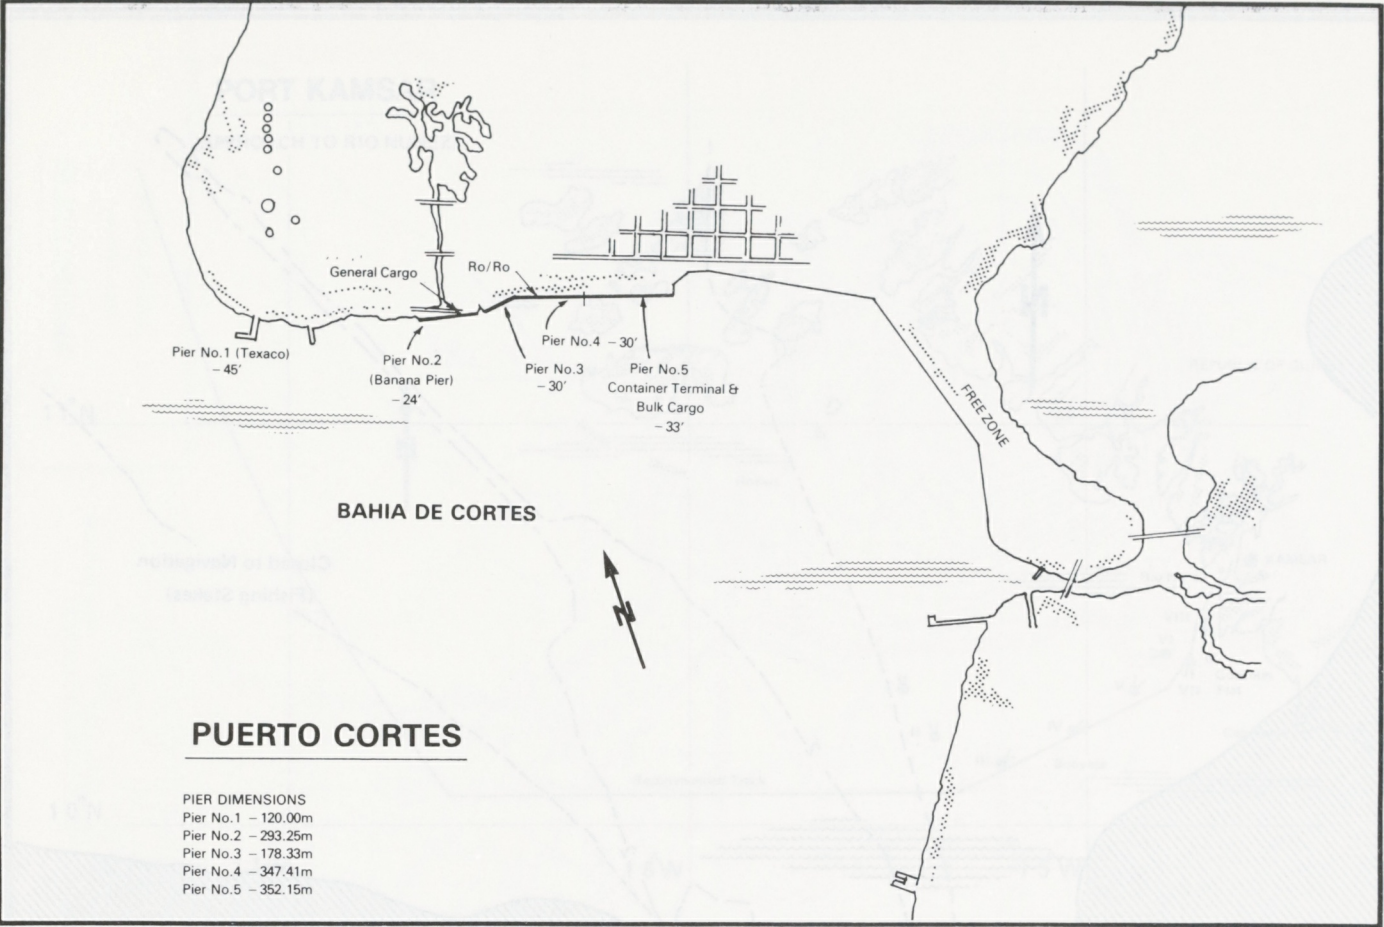 General Cargo
Ro/Ro
Pier No.1 (Texaco)
–45'
Pier No.2
(Banana Pier)
–24'
Pier No.3
–30'
Pier No.4 –30'
Pier No.5
Container Terminal &
Bulk Cargo
–33'
FREE ZONE
BAHIA DE CORTES
N
PUERTO CORTES
PIER DIMENSIONS
Pier No.1 –120.00m
Pier No.2 –293.25m
Pier No.3 –178.33m
Pier No.4 –347.41m
Pier No.5 –352.15m
PORT KAMSAR